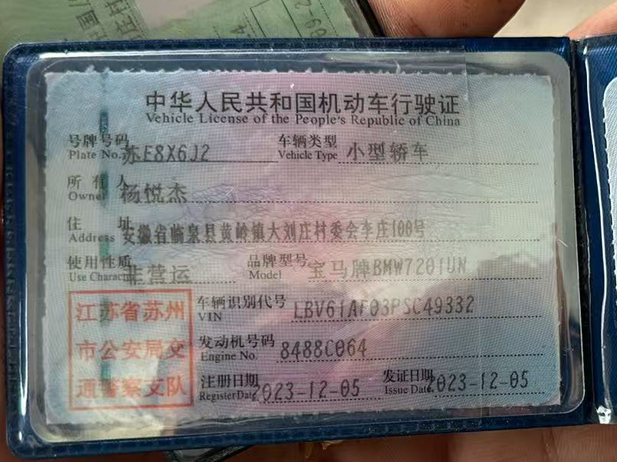 中华人民共和国机动车行驶证
Vehicle License of the People's Republic of China
号牌号码 苏E8X6J2 车辆类型 小型轿车
Plate No. Vehicle Type
所有人 杨悦杰
Owner
住址 安徽省临泉县黄岭镇大刘庄村委会李庄100号
Address
使用性质 非营运 品牌型号 宝马牌BMW7201UN
Use Character Model
江苏省苏州
市公安局交
通警察支队
车辆识别代号 LBV61AF03PSC49332
VIN
发动机号码 8488C064
Engine No.
注册日期 2023-12-05 发证日期 2023-12-05
Register Date Issue Date